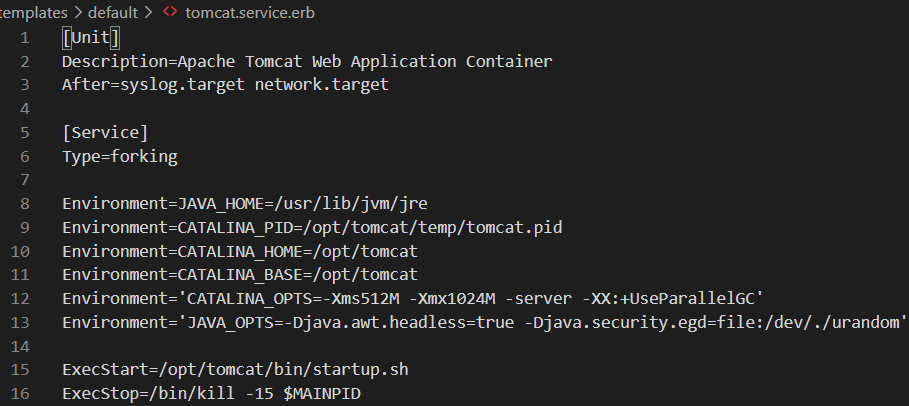 templates > default > <> tomcat.service.erb
1 [Unit]
2 Description=Apache Tomcat Web Application Container
3 After=syslog.target network.target
4
5 [Service]
6 Type=forking
7
8 Environment=JAVA_HOME=/usr/lib/jvm/jre
9 Environment=CATALINA_PID=/opt/tomcat/temp/tomcat.pid
10 Environment=CATALINA_HOME=/opt/tomcat
11 Environment=CATALINA_BASE=/opt/tomcat
12 Environment='CATALINA_OPTS=-Xms512M -Xmx1024M -server -XX:+UseParallelGC'
13 Environment='JAVA_OPTS=-Djava.awt.headless=true -Djava.security.egd=file:/dev/./urandom'
14
15 ExecStart=/opt/tomcat/bin/startup.sh
16 ExecStop=/bin/kill -15 $MAINPID